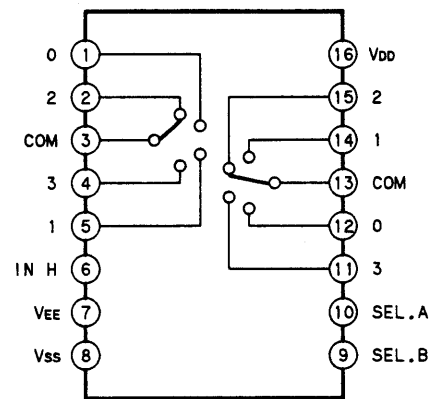 0 1 16 VDD
2 2 15 2
COM 3 14 1
3 4 13 COM
1 5 12 0
IN H 6 11 3
VEE 7 10 SEL.A
VSS 8 9 SEL.B